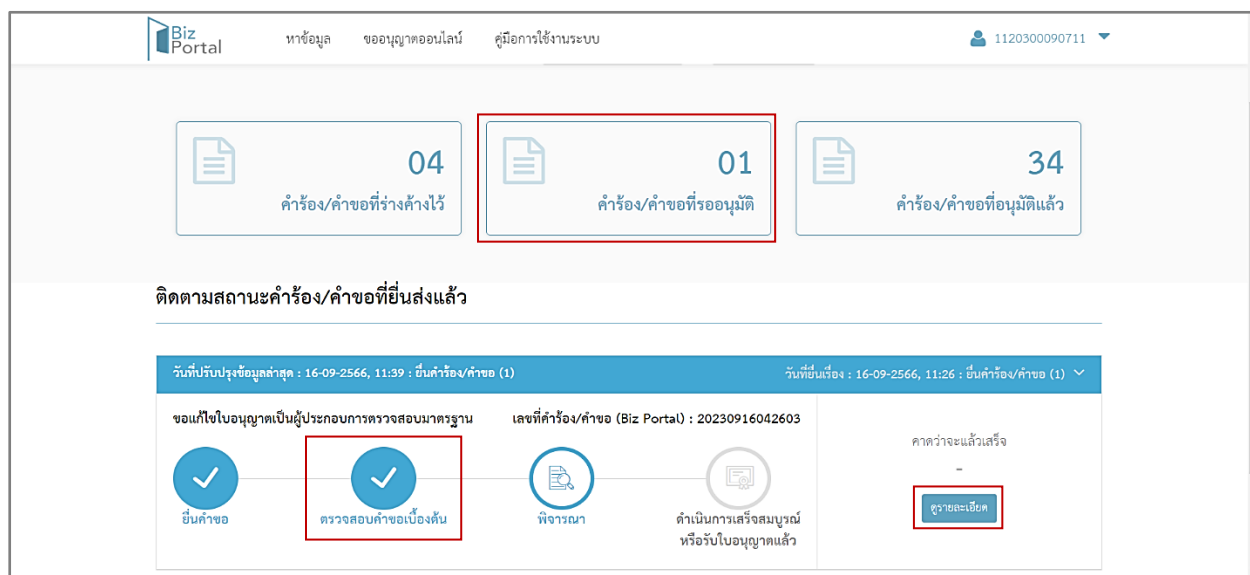 Biz
Portal
หาข้อมูล ขออนุญาตออนไลน์ คู่มือการใช้งานระบบ 1120300090711
04 01 34
คำร้อง/คำขอที่ร่างค้างไว้ คำร้อง/คำขอที่รออนุมัติ คำร้อง/คำขอที่อนุมัติแล้ว
ติดตามสถานะคำร้อง/คำขอที่ยื่นส่งแล้ว
วันที่ปรับปรุงข้อมูลล่าสุด : 16-09-2566, 11:39 : ยื่นคำร้อง/คำขอ (1) วันที่ยื่นเรื่อง : 16-09-2566, 11:26 : ยื่นคำร้อง/คำขอ (1)
ขอแก้ไขใบอนุญาตเป็นผู้ประกอบการตรวจสอบมาตรฐาน เลขที่คำร้อง/คำขอ (Biz Portal) : 20230916042603
คาดว่าจะแล้วเสร็จ
-
ดูรายละเอียด
ยื่นคำขอ ตรวจสอบคำขอเบื้องต้น พิจารณา ดำเนินการเสร็จสมบูรณ์
หรือรับใบอนุญาตแล้ว